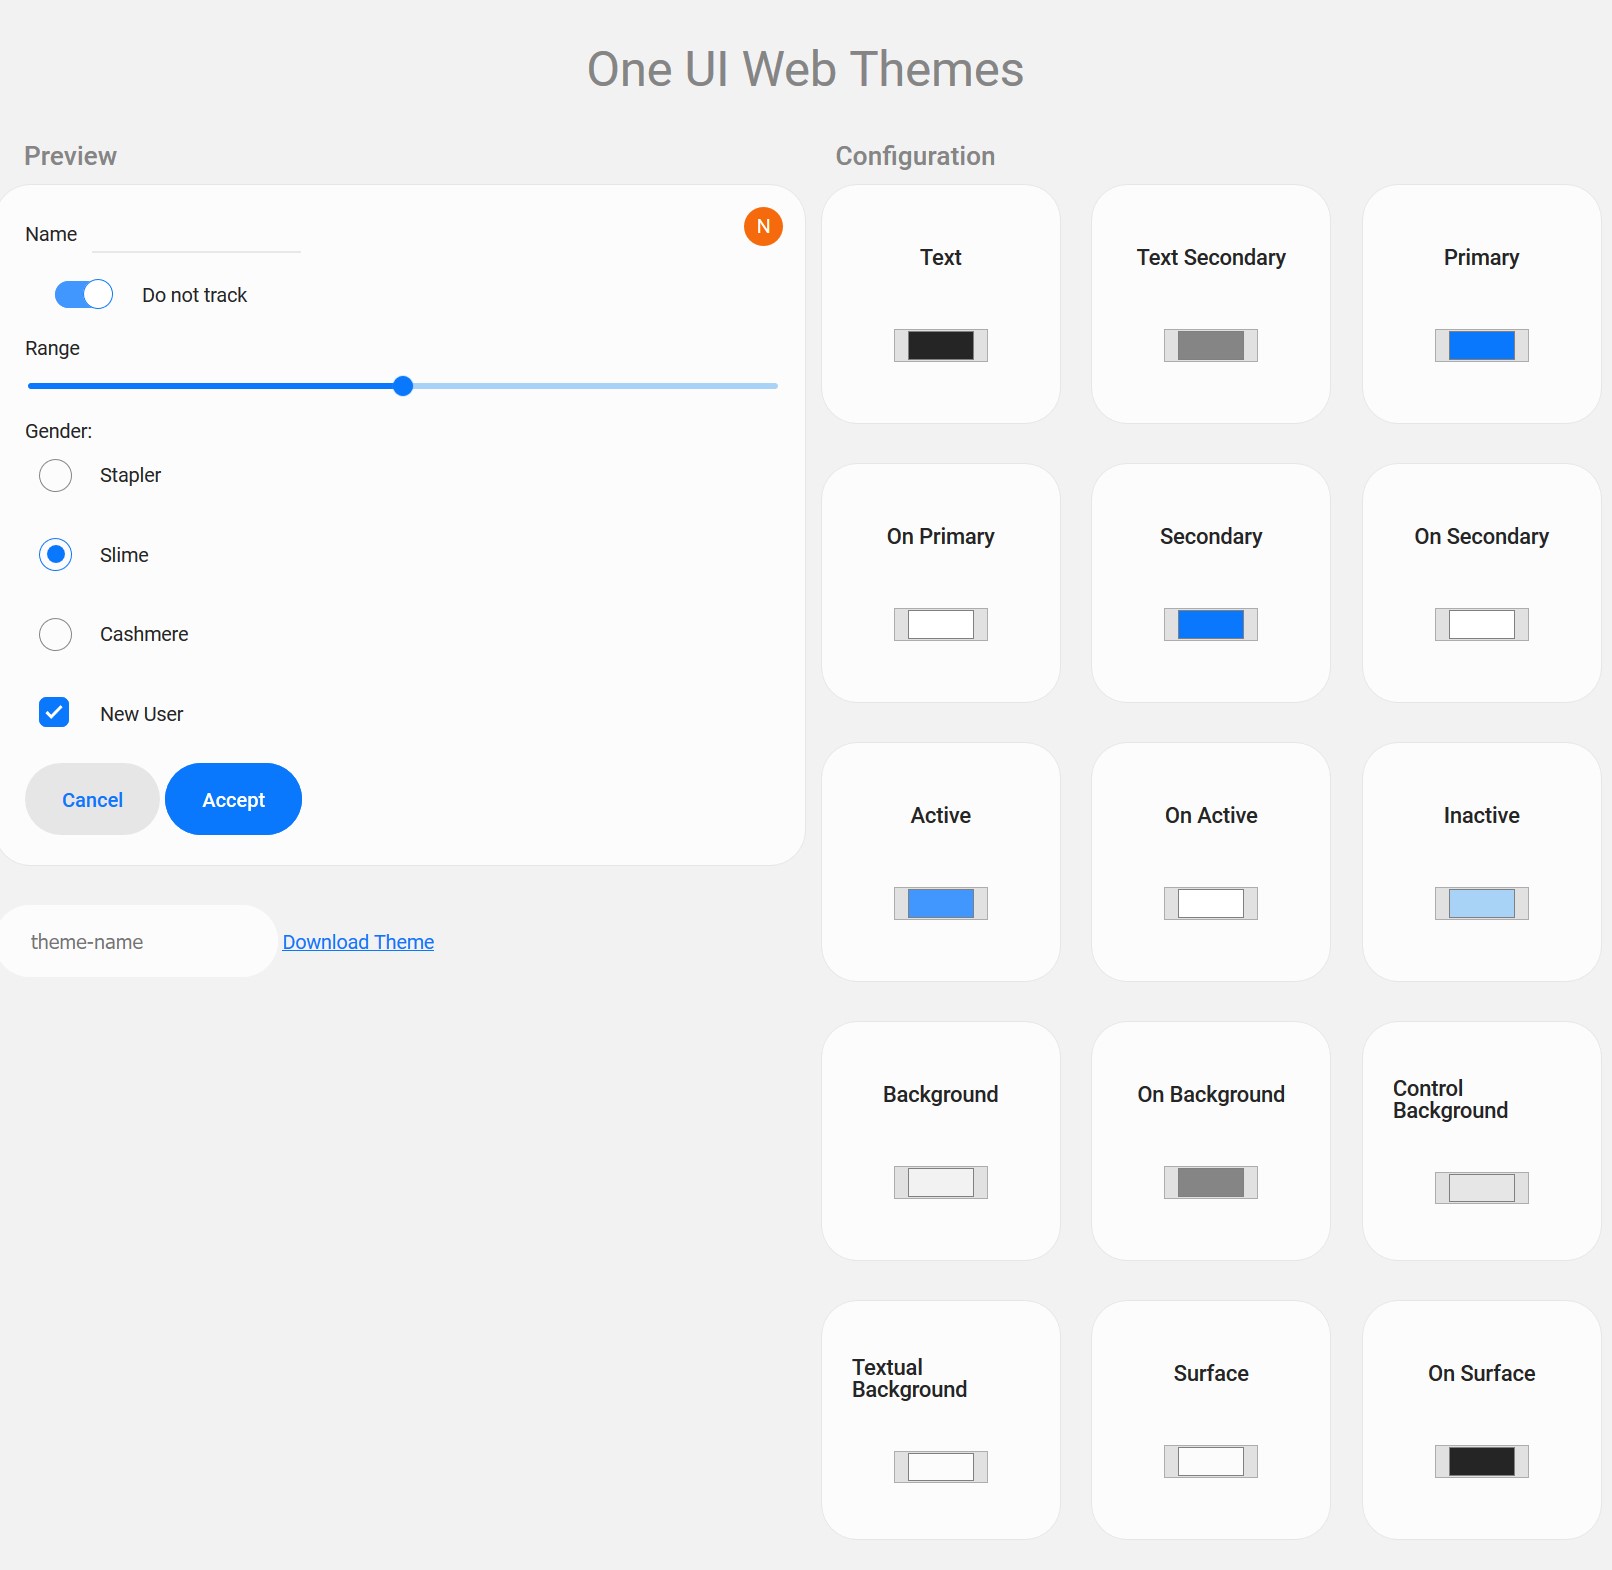 One UI Web Themes
Preview
Name
N
Do not track
Range
Gender:
Stapler
Slime
Cashmere
New User
Cancel
Accept
theme-name
Download Theme
Configuration
Text
Text Secondary
Primary
On Primary
Secondary
On Secondary
Active
On Active
Inactive
Background
On Background
Control
Background
Textual
Background
Surface
On Surface